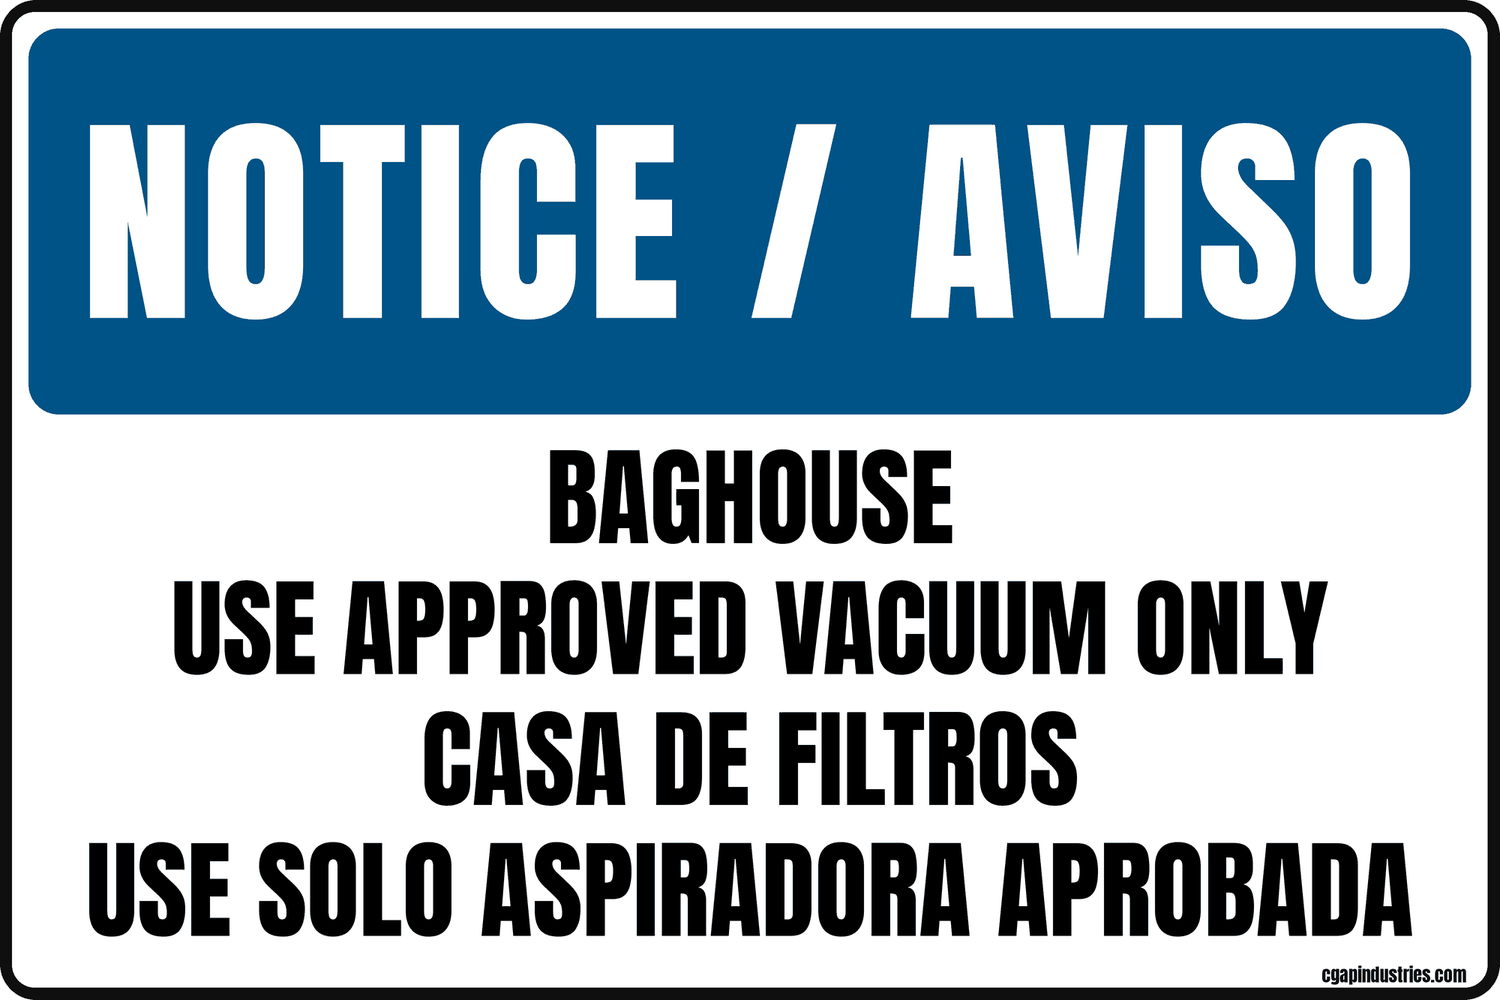 NOTICE / AVISO
BAGHOUSE
USE APPROVED VACUUM ONLY
CASA DE FILTROS
USE SOLO ASPIRADORA APROBADA
cgapindustries.com